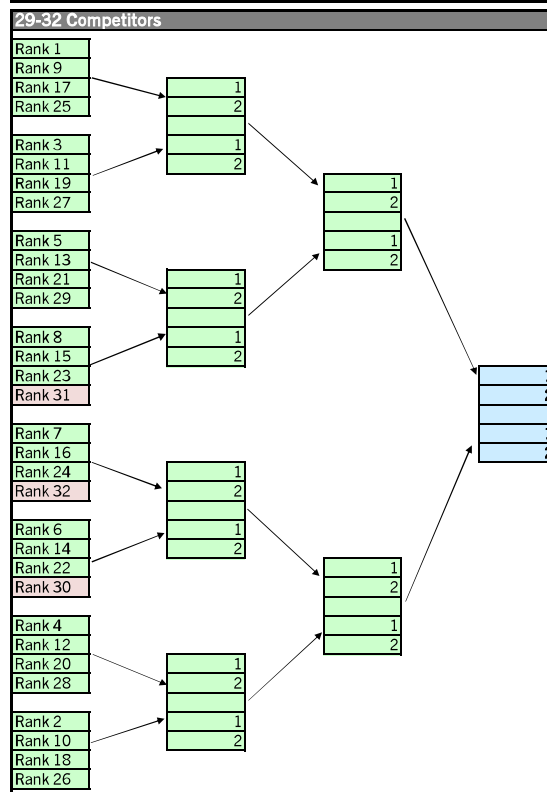 29-32 Competitors
Rank 1
Rank 9
Rank 17
Rank 25
Rank 3
Rank 11
Rank 19
Rank 27
Rank 5
Rank 13
Rank 21
Rank 29
Rank 8
Rank 15
Rank 23
Rank 31
Rank 7
Rank 16
Rank 24
Rank 32
Rank 6
Rank 14
Rank 22
Rank 30
Rank 4
Rank 12
Rank 20
Rank 28
Rank 2
Rank 10
Rank 18
Rank 26
1
2
1
2
1
2
1
2
1
2
1
2
1
2
1
2
1
2
1
2
1
2
1
2